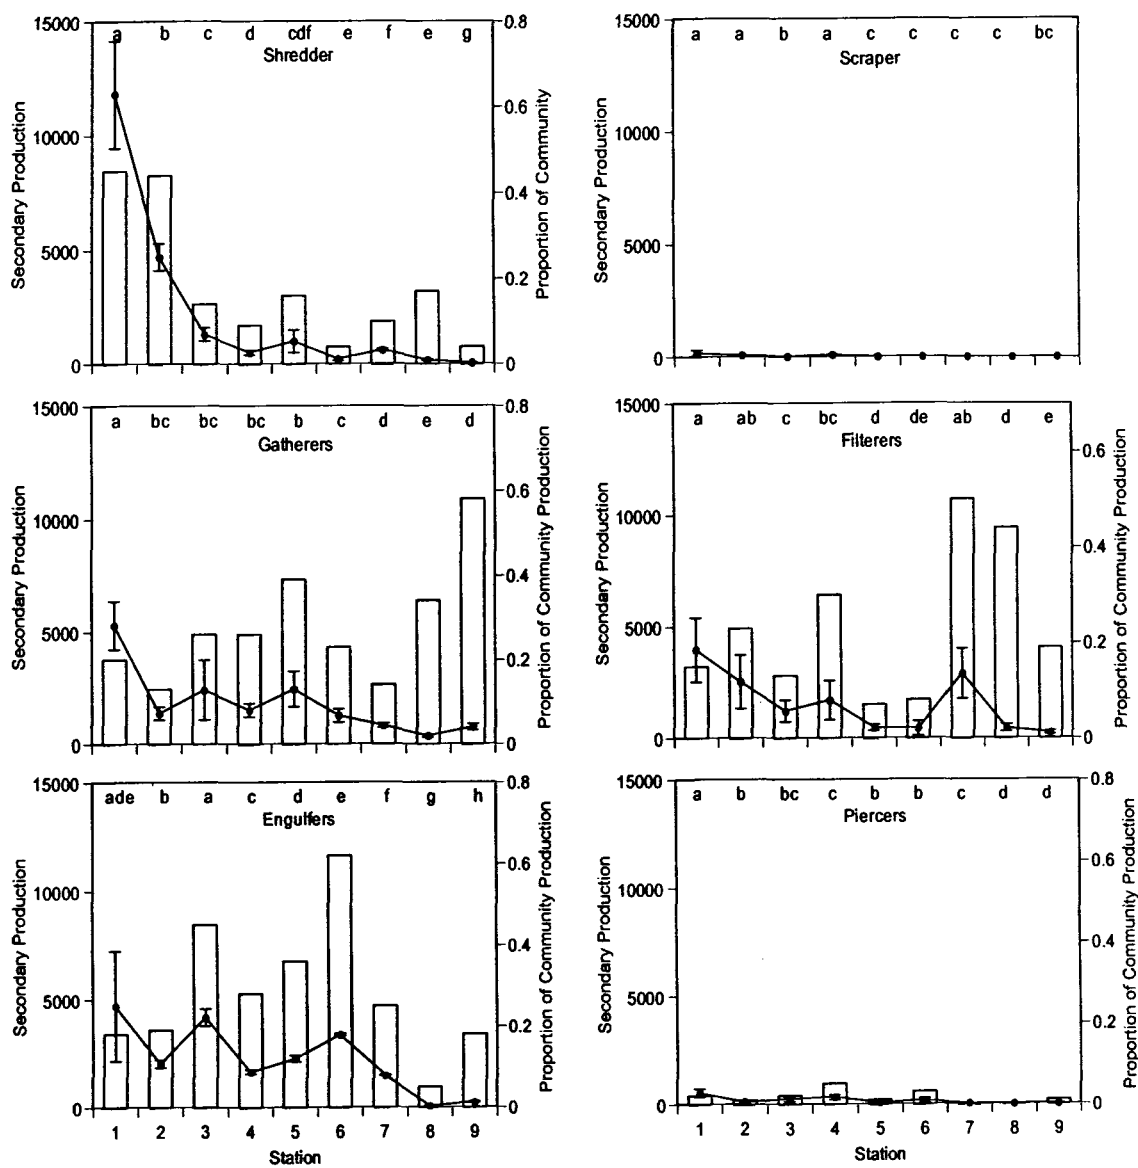 15000 a b c d cdf e f e g 0.8
Shredder
Secondary Production
10000
5000
0
0.6
0.4
0.2
0
Proportion of Community
15000 a a b a c c c c bc
Scraper
Secondary Production
10000
5000
0
15000 a bc bc bc b c d e d 0.8
Gatherers
Secondary Production
10000
5000
0
0.6
0.4
0.2
0
Proportion of Community Production
15000 a ab c bc d de ab d e
Filterers
Secondary Production
10000
5000
0
0.6
0.4
0.2
0
Proportion of Community Production
15000 ade b a c d e f g h 0.8
Engulfers
Secondary Production
10000
5000
0
0.6
0.4
0.2
0
Proportion of Community Production
1 2 3 4 5 6 7 8 9
Station
15000 a b bc c b b c d d 0.8
Piercers
Secondary Production
10000
5000
0
0.6
0.4
0.2
0
Proportion of Community Production
1 2 3 4 5 6 7 8 9
Station